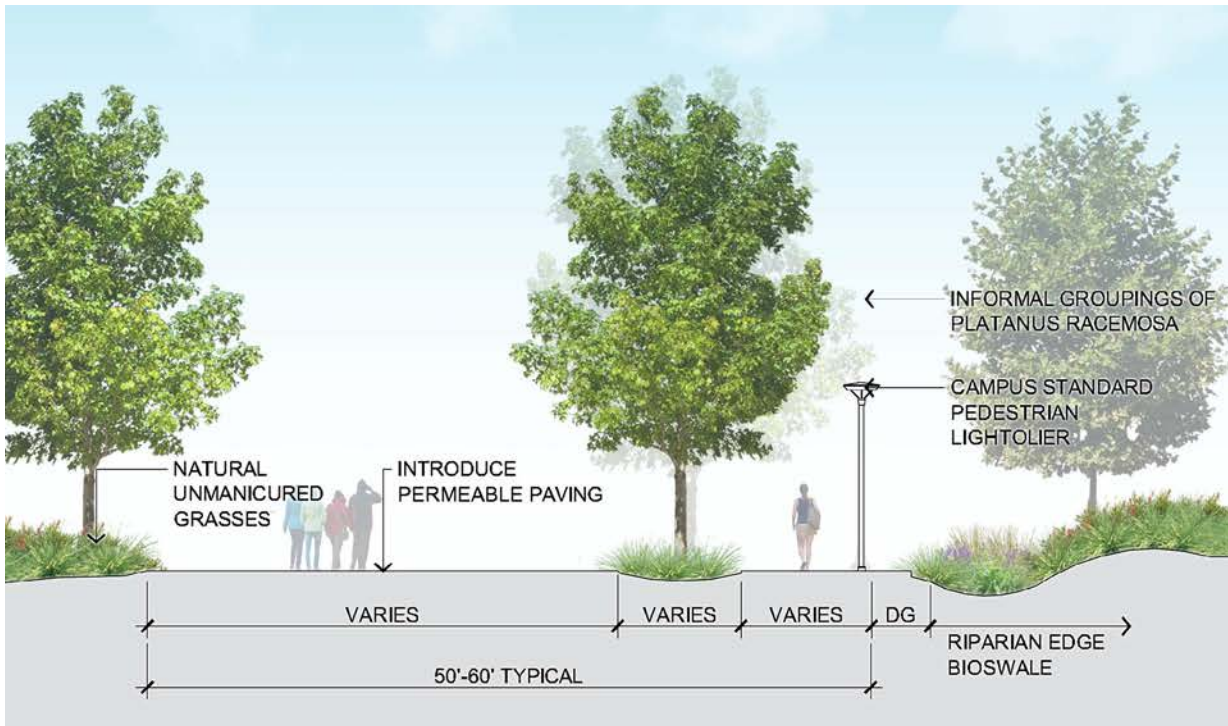 INFORMAL GROUPINGS OF
PLATANUS RACEMOSA
CAMPUS STANDARD
PEDESTRIAN
LIGHTOLIER
NATURAL
UNMANICURED
GRASSES
INTRODUCE
PERMEABLE PAVING
VARIES
VARIES
VARIES
DG
RIPARIAN EDGE
BIOSWALE
50'-60' TYPICAL